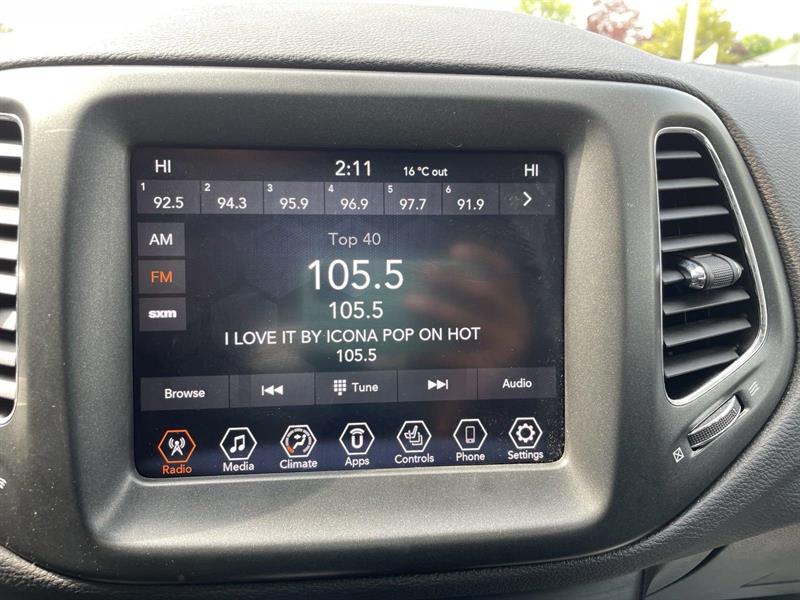 HI 2:11 16 °C out HI
1 92.5 2 94.3 3 95.9 4 96.9 5 97.7 6 91.9
AM
FM
sxm
Top 40
105.5
105.5
I LOVE IT BY ICONA POP ON HOT
105.5
Browse Tune Audio
Radio Media Climate Apps Controls Phone Settings